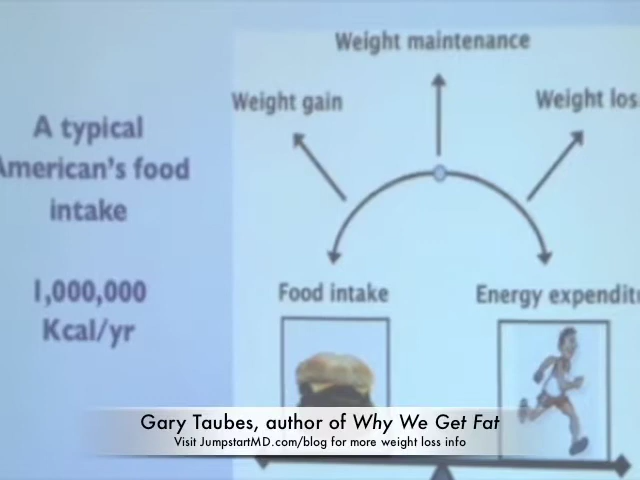 Weight maintenance
Weight gain
Weight los
A typical
American's food
intake
1,000,000
Kcal/yr
Food intake
Energy expendit
Gary Taubes, author of Why We Get Fat
Visit JumpstartMD.com/blog for more weight loss info